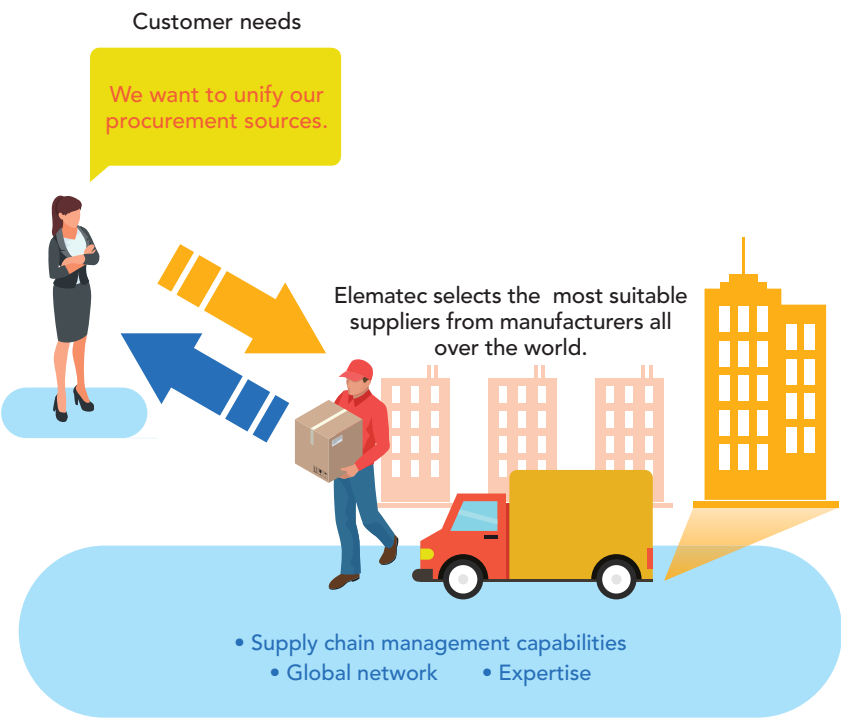 Customer needs
We want to unify our
procurement sources.
Elematec selects the  most suitable
suppliers from manufacturers all
over the world.
• Supply chain management capabilities
• Global network • Expertise